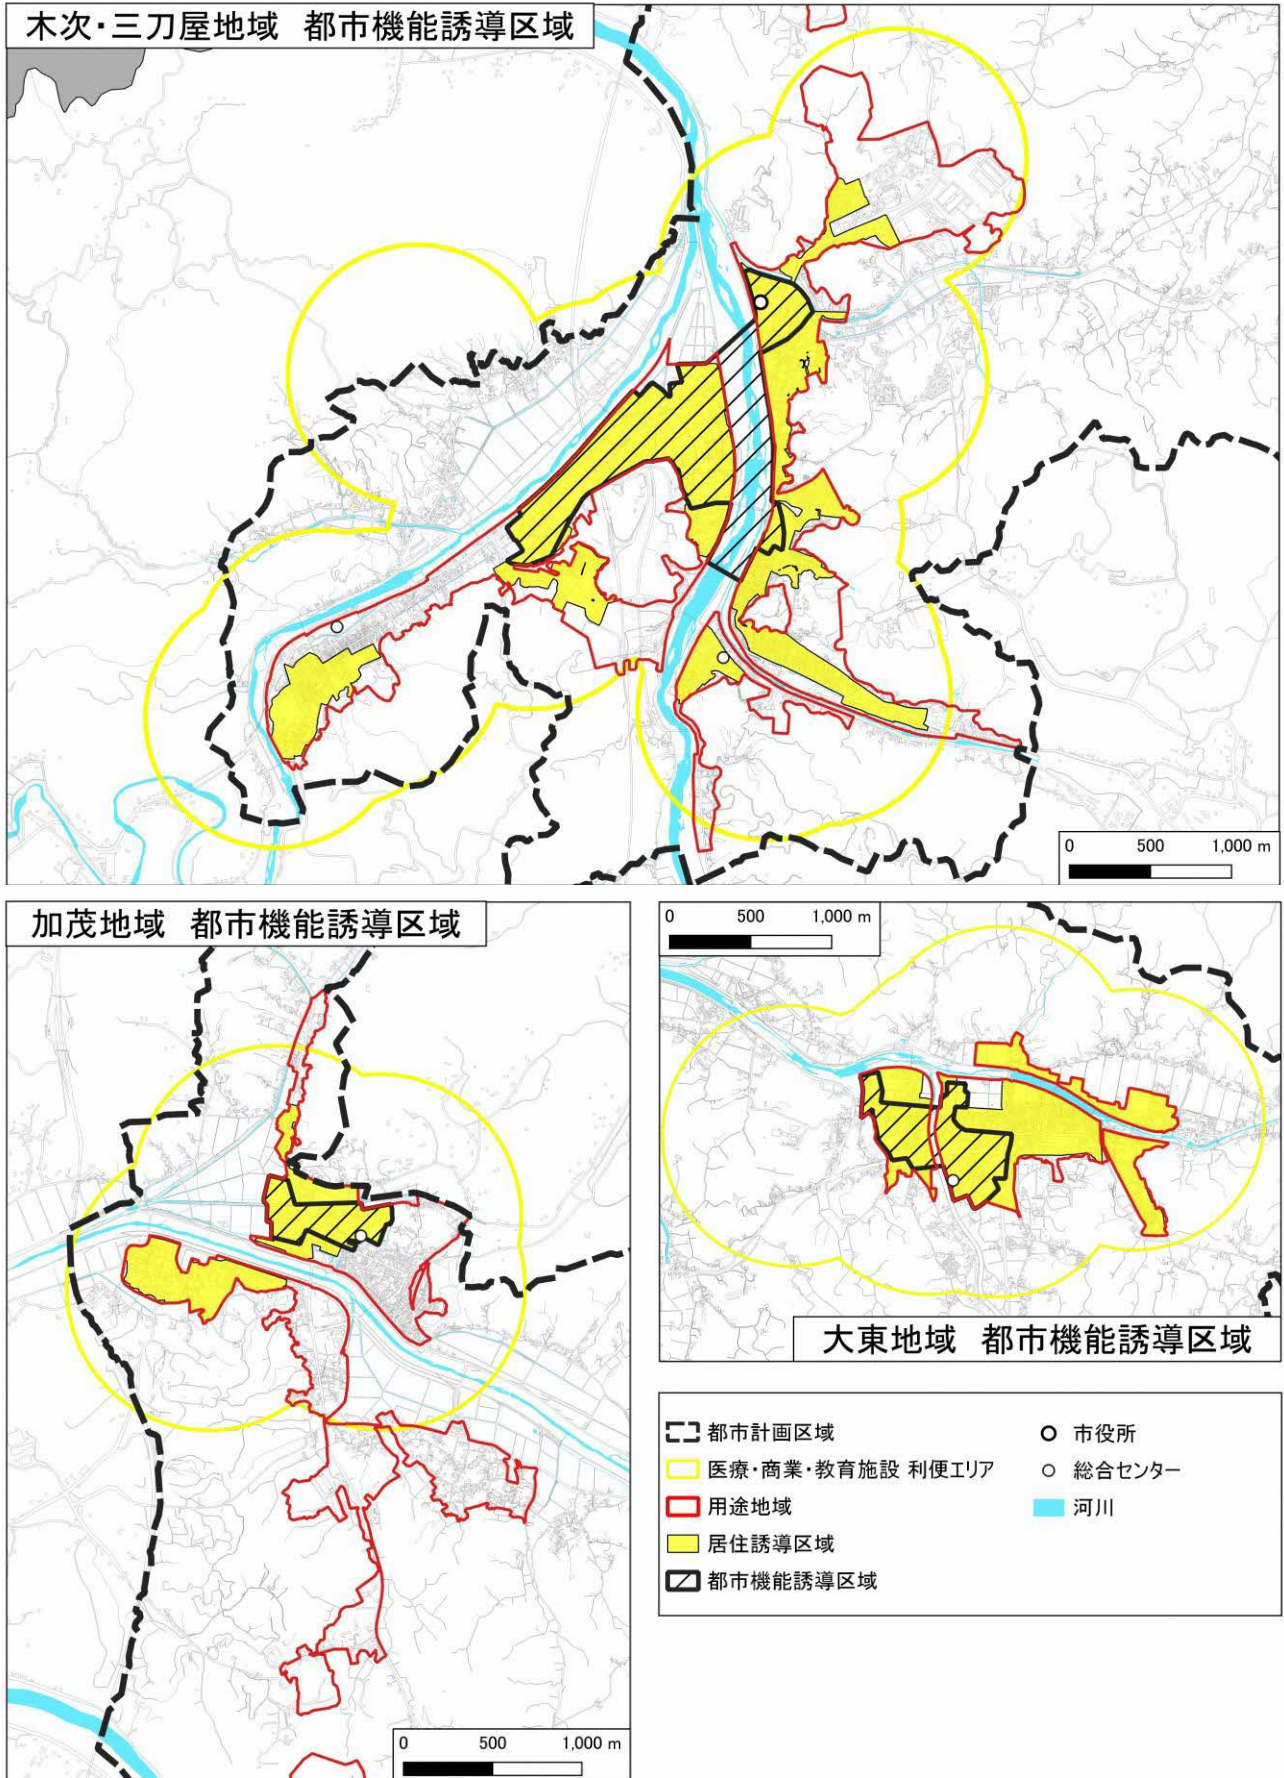 木次・三刀屋地域 都市機能誘導区域
0 500 1,000 m
加茂地域 都市機能誘導区域
0 500 1,000 m
大東地域 都市機能誘導区域
都市計画区域
医療・商業・教育施設 利便エリア
用途地域
居住誘導区域
都市機能誘導区域
市役所
総合センター
河川
0 500 1,000 m